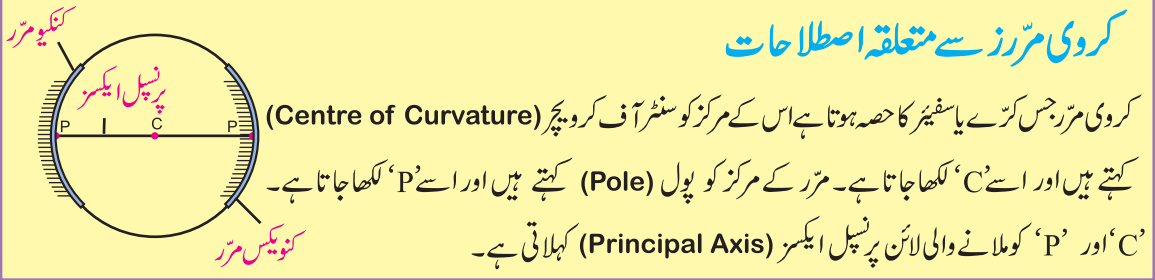 کروی مرّرز سے متعلقہ اصطلاحات
کروی مرّر جس کرّے یا سفیئر کا حصہ ہوتا ہے اس کے مرکز کو سنٹر آف کرویچر (Centre of Curvature)
کہتے ہیں اور اسے ’C‘ لکھا جاتا ہے۔ مرّر کے مرکز کو پول (Pole) کہتے ہیں اور اسے ’P‘ لکھا جاتا ہے۔
’C‘ اور ’P‘ کو ملانے والی لائن پرنسپل ایکسز (Principal Axis) کہلاتی ہے۔
کنکیو مرّر
پرنسپل ایکسز
P C P
کنویکس مرّر